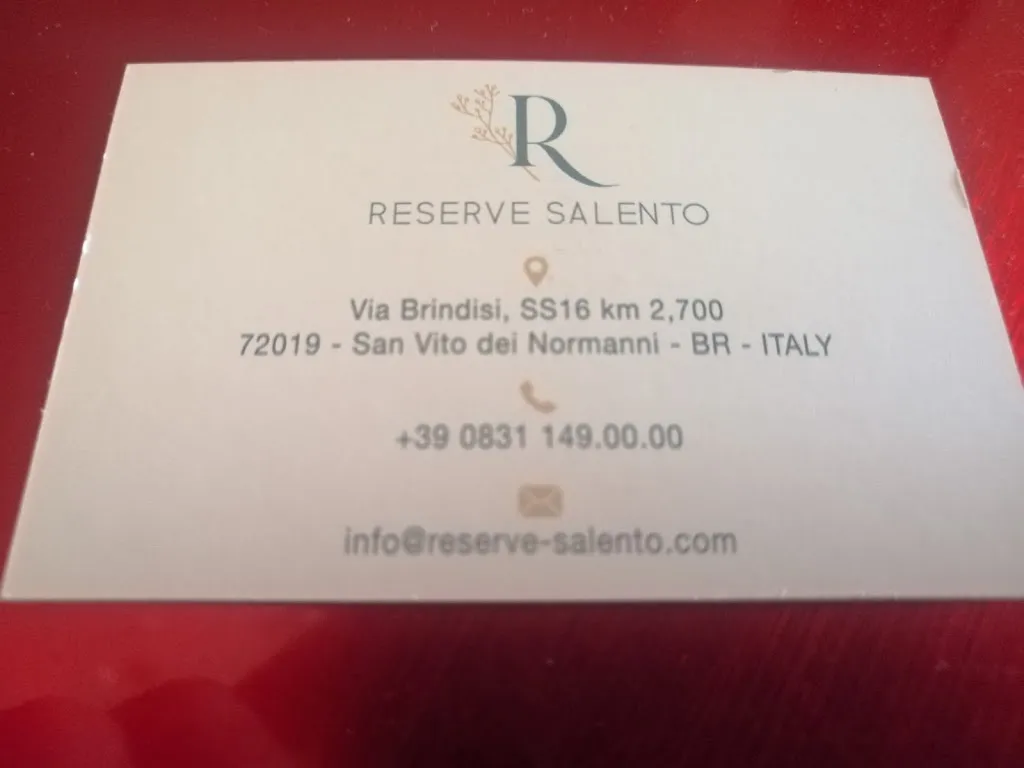 R
RESERVE SALENTO
Via Brindisi, SS16 km 2,700
72019 - San Vito dei Normanni - BR - ITALY
+39 0831 149.00.00
info@reserve-salento.com